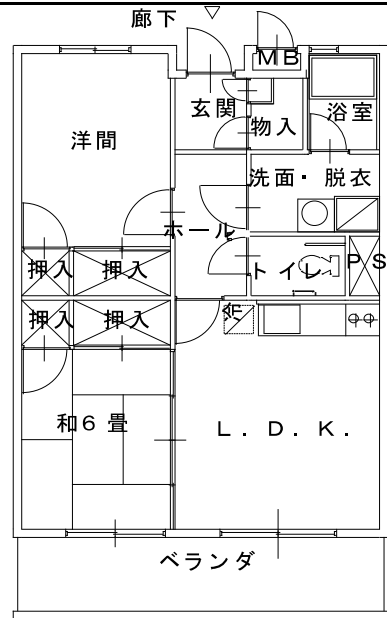 廊下
MB
玄関
物入
浴室
洋間
洗面・脱衣
ホール
押入
押入
トイレ
PS
押入
押入
冷
和6畳
L.D.K.
ベランダ